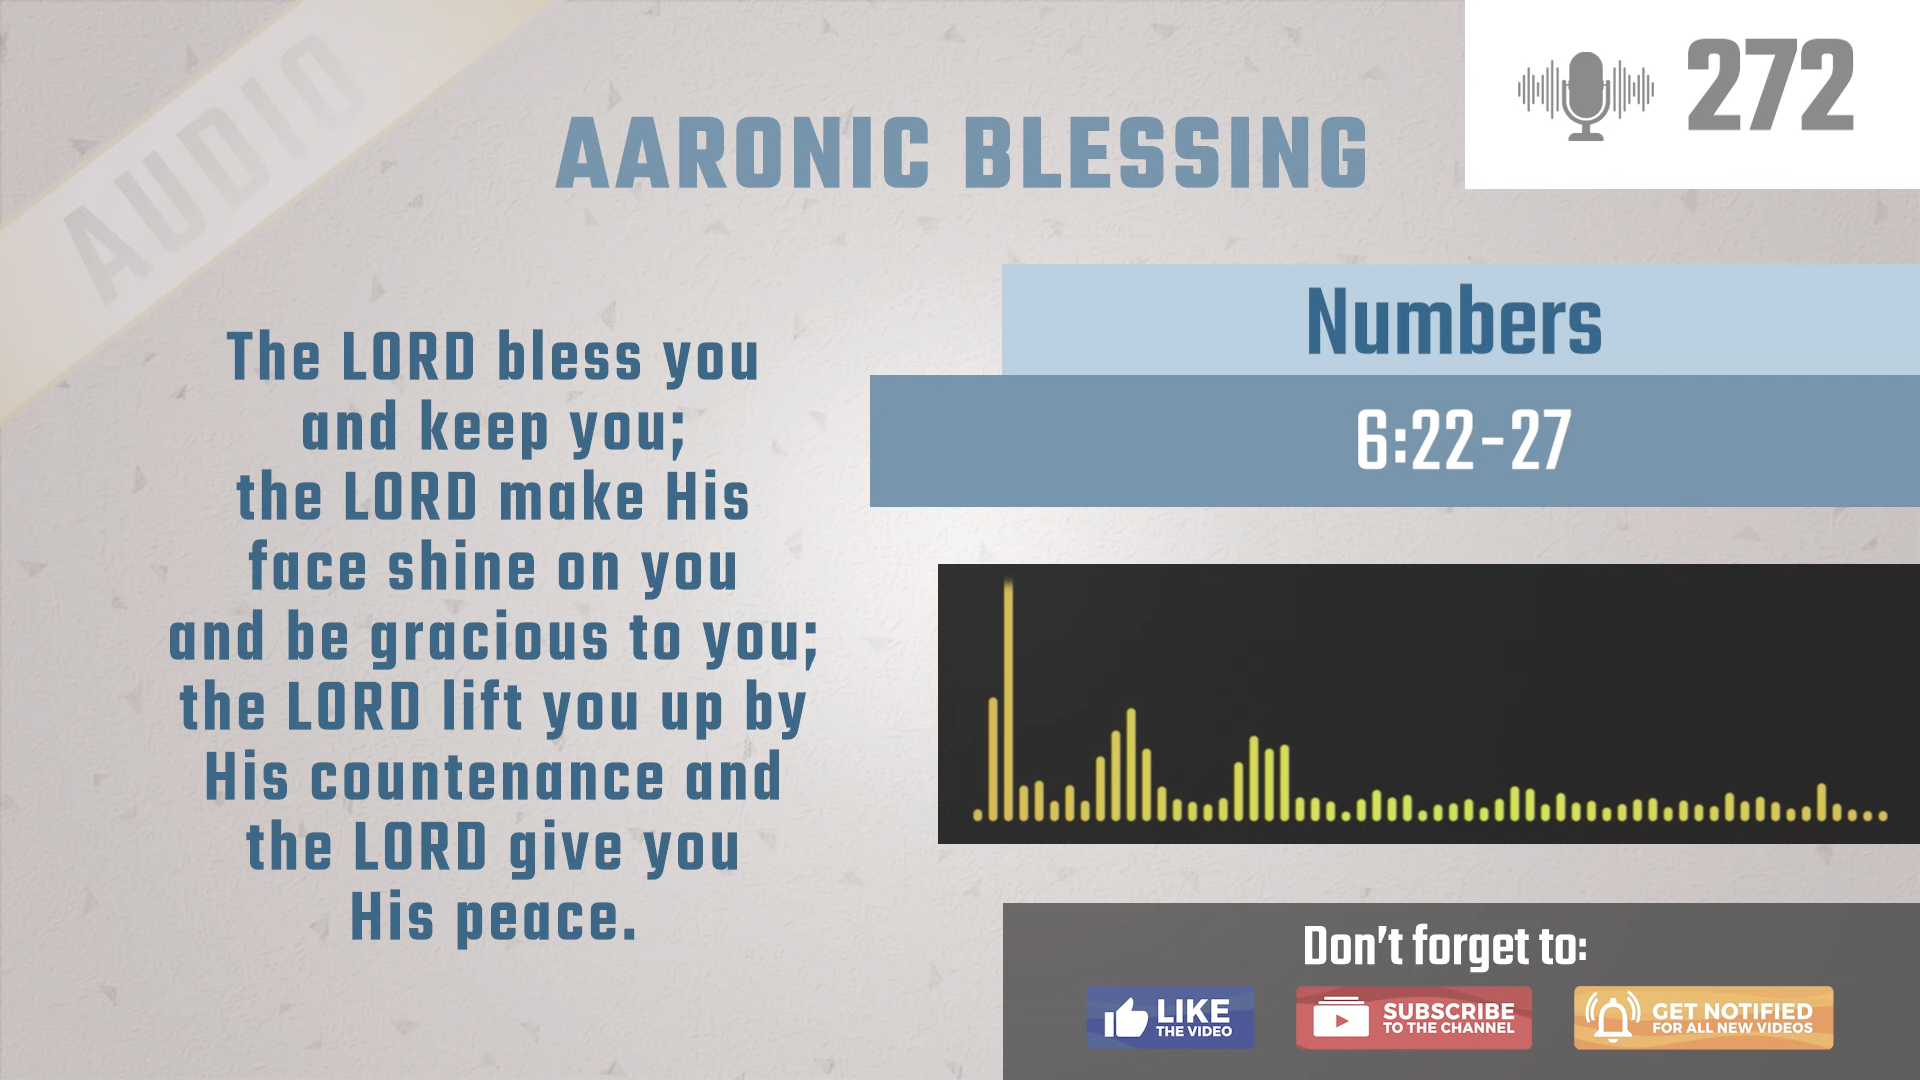 AUDIO
272
AARONIC BLESSING
Numbers
6:22-27
The LORD bless you
and keep you;
the LORD make His
face shine on you
and be gracious to you;
the LORD lift you up by
His countenance and
the LORD give you
His peace.
Don't forget to:
LIKE
THE VIDEO
SUBSCRIBE
TO THE CHANNEL
GET NOTIFIED
FOR ALL NEW VIDEOS